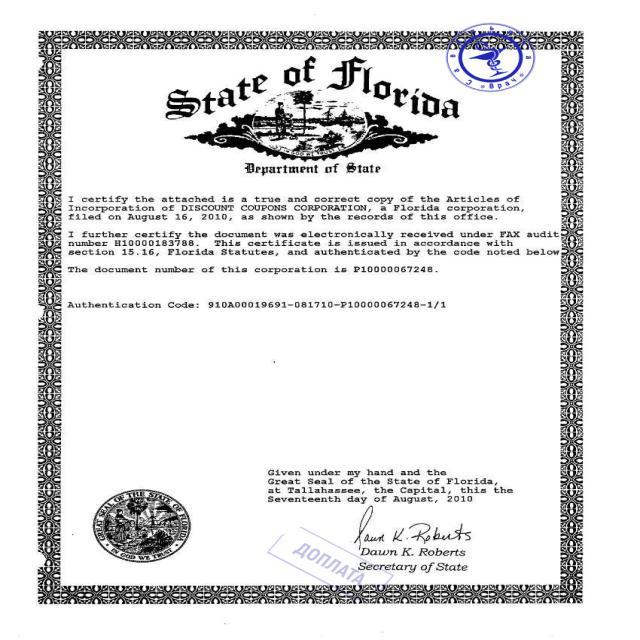 State of Florida
Department of State
I certify the attached is a true and correct copy of the Articles of
Incorporation of DISCOUNT COUPONS CORPORATION, a Florida corporation,
filed on August 16, 2010, as shown by the records of this office.
I further certify the document was electronically received under FAX audit
number H10000183788. This certificate is issued in accordance with
section 15.16, Florida Statutes, and authenticated by the code noted below
The document number of this corporation is P10000067248.
Authentication Code: 910A00019691-081710-P10000067248-1/1
Given under my hand and the
Great Seal of the State of Florida,
at Tallahassee, the Capital, this the
Seventeenth day of August, 2010
GREAT SEAL OF THE STATE OF FLORIDA
IN GOD WE TRUST
Dawn K. Roberts
Dawn K. Roberts
Secretary of State
ДОПЛАТА
«Врач»